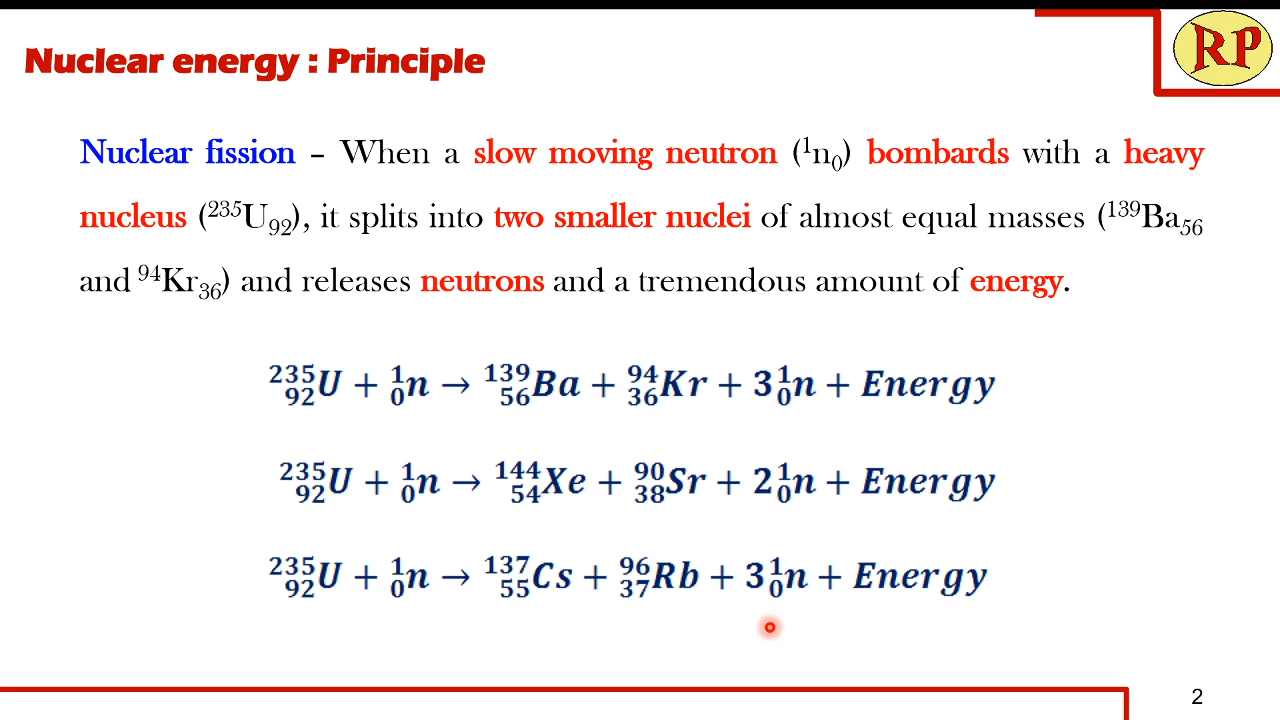 Nuclear energy : Principle
RP
Nuclear fission – When a slow moving neutron (¹n₀) bombards with a heavy
nucleus (²³⁵U₉₂), it splits into two smaller nuclei of almost equal masses (¹³⁹Ba₅₆
and ⁹⁴Kr₃₆) and releases neutrons and a tremendous amount of energy.
²³⁵₉₂U + ¹₀n → ¹³⁹₅₆Ba + ⁹⁴₃₆Kr + 3¹₀n + Energy
²³⁵₉₂U + ¹₀n → ¹⁴⁴₅₄Xe + ⁹⁰₃₈Sr + 2¹₀n + Energy
²³⁵₉₂U + ¹₀n → ¹³⁷₅₅Cs + ⁹⁶₃₇Rb + 3¹₀n + Energy
2